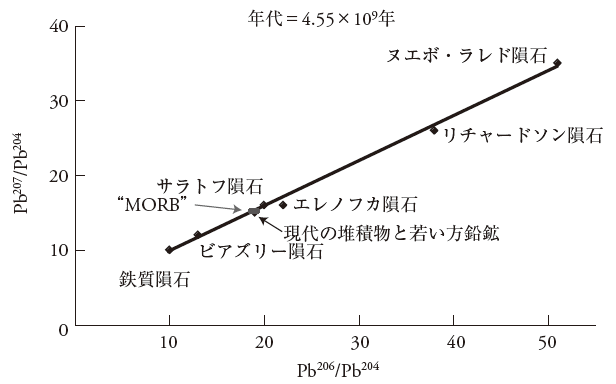 年代 = 4.55 × 10⁹年
40
30
20
10
0
Pb²⁰⁷/Pb²⁰⁴
ヌエボ・ラレド隕石
リチャードソン隕石
サラトフ隕石
“MORB”
エレノフカ隕石
現代の堆積物と若い方鉛鉱
ビアズリー隕石
鉄質隕石
10 20 30 40 50
Pb²⁰⁶/Pb²⁰⁴